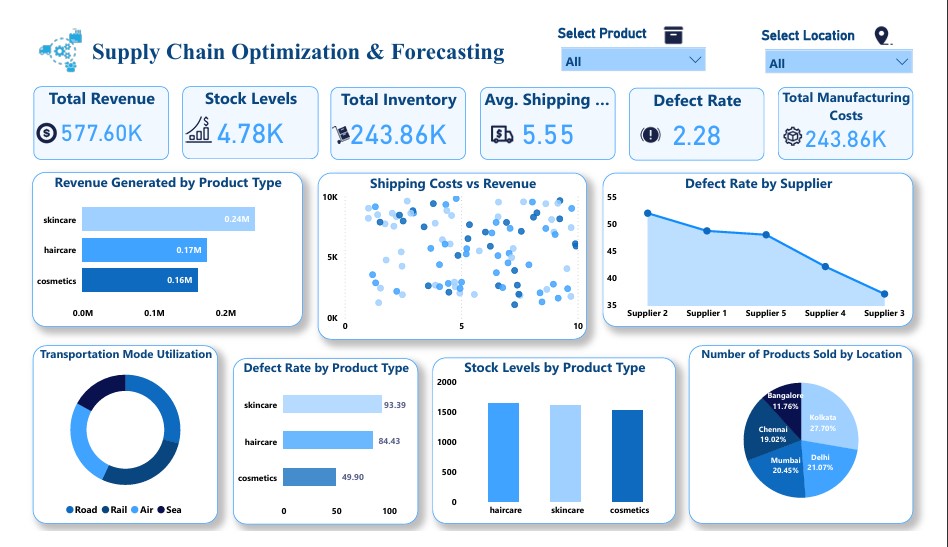 Supply Chain Optimization & Forecasting
Select Product
All
Select Location
All
Total Revenue
577.60K
Stock Levels
4.78K
Total Inventory
243.86K
Avg. Shipping ...
5.55
Defect Rate
2.28
Total Manufacturing
Costs
243.86K
Revenue Generated by Product Type
skincare
0.24M
haircare
0.17M
cosmetics
0.16M
0.0M
0.1M
0.2M
Shipping Costs vs Revenue
10K
5K
0K
0
5
10
Defect Rate by Supplier
55
50
45
40
35
Supplier 2
Supplier 1
Supplier 5
Supplier 4
Supplier 3
Transportation Mode Utilization
Road
Rail
Air
Sea
Defect Rate by Product Type
skincare
93.39
haircare
84.43
cosmetics
49.90
0
50
100
Stock Levels by Product Type
2000
1500
1000
500
0
haircare
skincare
cosmetics
Number of Products Sold by Location
Bangalore
11.76%
Kolkata
27.70%
Chennai
19.02%
Mumbai
20.45%
Delhi
21.07%